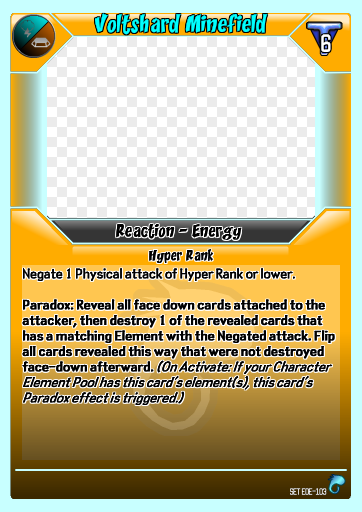 Voltshard Minefield
6
Reaction - Energy
Hyper Rank
Negate 1 Physical attack of Hyper Rank or lower.
Paradox: Reveal all face down cards attached to the
attacker, then destroy 1 of the revealed cards that
has a matching Element with the Negated attack. Flip
all cards revealed this way that were not destroyed
face-down afterward. (On Activate: If your Character
Element Pool has this card's element(s), this card's
Paradox effect is triggered.)
SET EDE-103